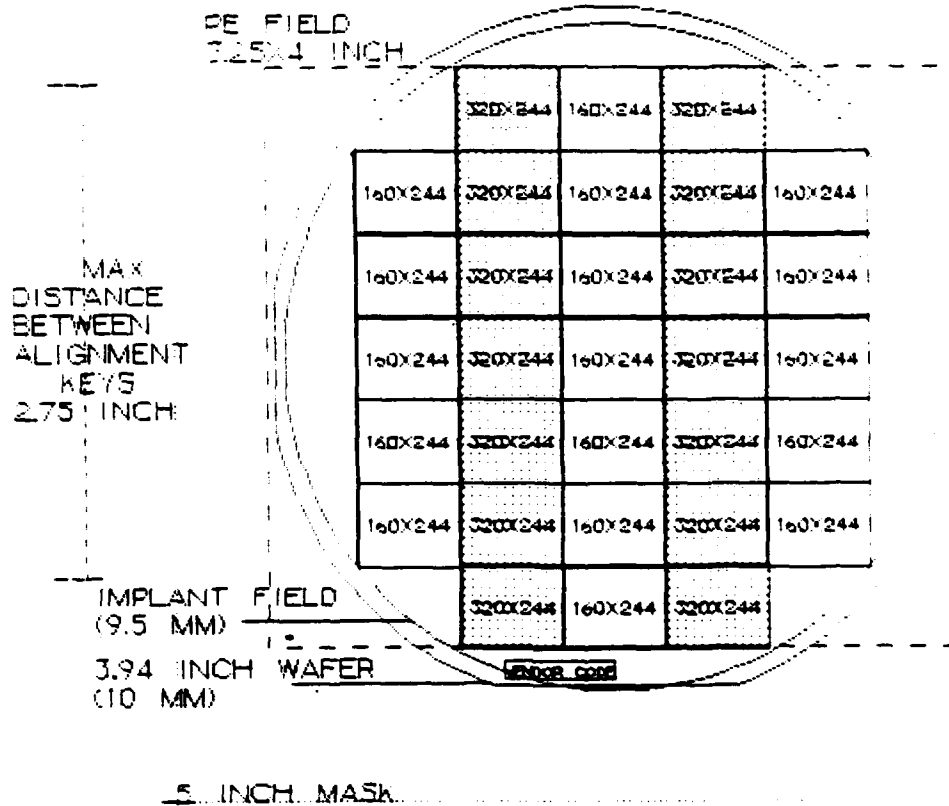 PE FIELD
3.25X4 INCH
320X244 160X244 320X244
160X244 320X244 160X244 320X244 160X244
160X244 320X244 160X244 320X244 160X244
160X244 320X244 160X244 320X244 160X244
160X244 320X244 160X244 320X244 160X244
160X244 320X244 160X244 320X244 160X244
320X244 160X244 320X244
MAX
DISTANCE
BETWEEN
ALIGNMENT
KEYS
2.75 INCH
IMPLANT FIELD
(9.5 MM)
3.94 INCH WAFER
(10 MM)
VENDOR CODE
5 INCH MASK